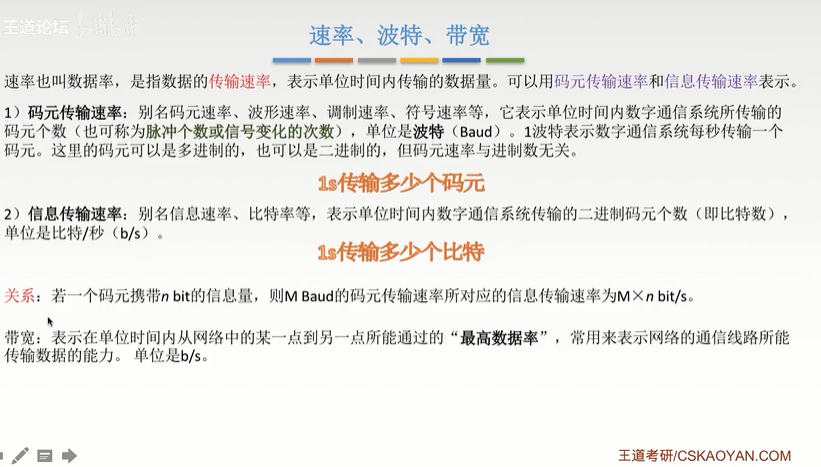 王道论坛
速率、波特、带宽
速率也叫数据率，是指数据的传输速率，表示单位时间内传输的数据量。可以用码元传输速率和信息传输速率表示。
1）码元传输速率：别名码元速率、波形速率、调制速率、符号速率等，它表示单位时间内数字通信系统所传输的
码元个数（也可称为脉冲个数或信号变化的次数），单位是波特（Baud）。1波特表示数字通信系统每秒传输一个
码元。这里的码元可以是多进制的，也可以是二进制的，但码元速率与进制数无关。
1s传输多少个码元
2）信息传输速率：别名信息速率、比特率等，表示单位时间内数字通信系统传输的二进制码元个数（即比特数），
单位是比特/秒（b/s）。
1s传输多少个比特
关系：若一个码元携带n bit的信息量，则M Baud的码元传输速率所对应的信息传输速率为M×n bit/s。
带宽：表示在单位时间内从网络中的某一点到另一点所能通过的“最高数据率”，常用来表示网络的通信线路所能
传输数据的能力。 单位是b/s。
王道考研/CSKAOYAN.COM